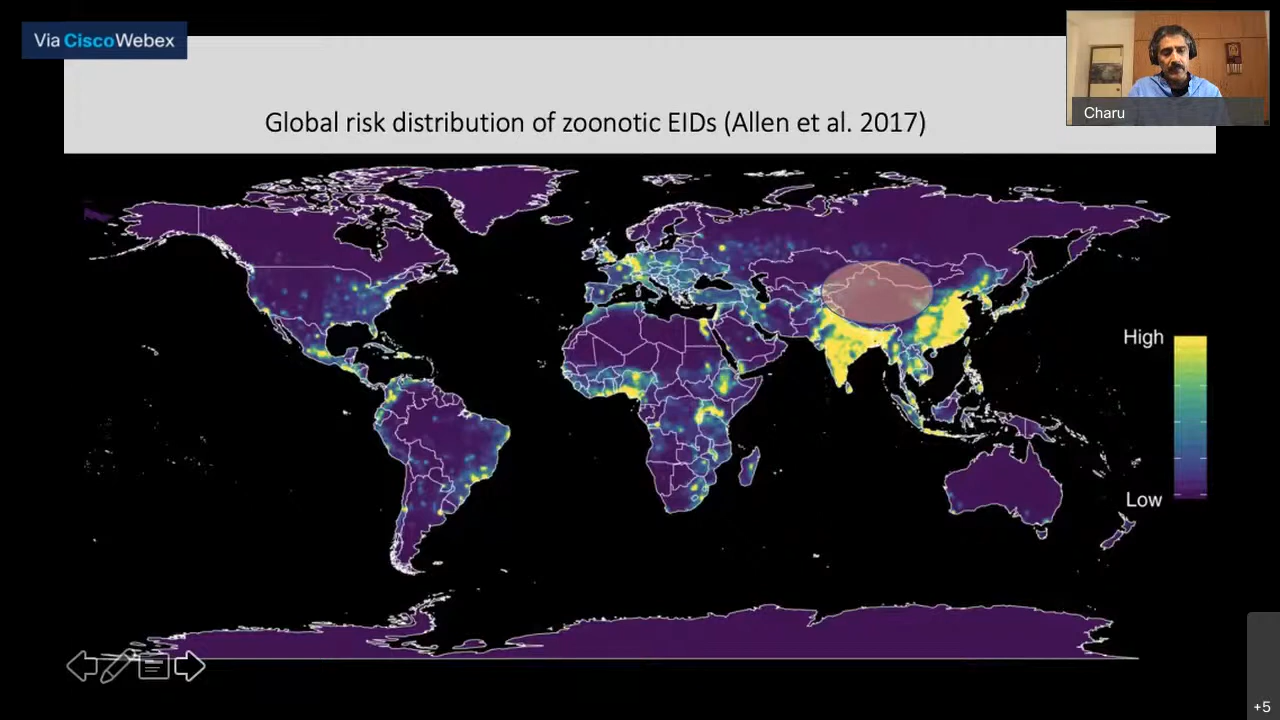 Via CiscoWebex
Charu
Global risk distribution of zoonotic EIDs (Allen et al. 2017)
High
Low
+5